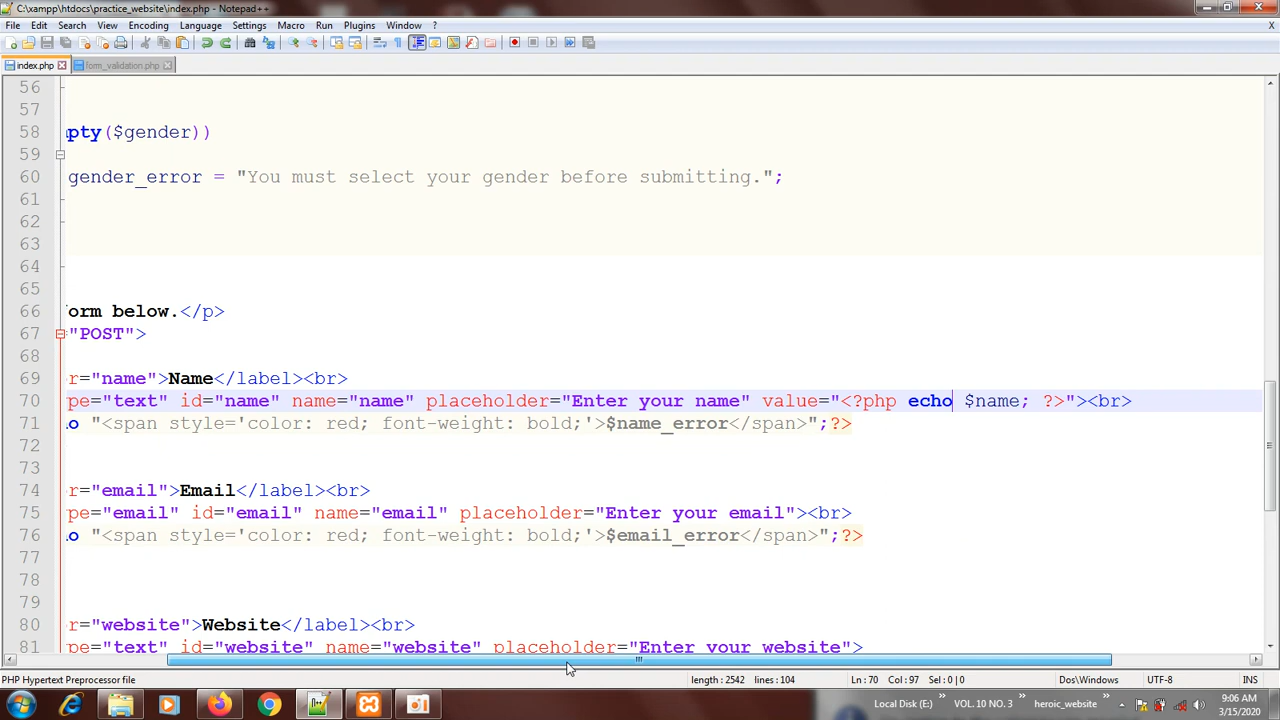 C:\xampp\htdocs\practice_website\index.php - Notepad++
File Edit Search View Encoding Language Settings Macro Run Plugins Window ? X
index.php form_validation.php
56
57
58 mpty($gender))
59
60 gender_error = "You must select your gender before submitting.";
61
62
63
64
65
66 form below.</p>
67 "POST">
68
69 r="name">Name</label><br>
70 pe="text" id="name" name="name" placeholder="Enter your name" value="<?php echo $name; ?>"><br>
71 o "<span style='color: red; font-weight: bold;'>$name_error</span>";?>
72
73
74 r="email">Email</label><br>
75 pe="email" id="email" name="email" placeholder="Enter your email"><br>
76 o "<span style='color: red; font-weight: bold;'>$email_error</span>";?>
77
78
79
80 r="website">Website</label><br>
81 pe="text" id="website" name="website" placeholder="Enter your website">
PHP Hypertext Preprocessor file length : 2542 lines : 104 Ln : 70 Col : 97 Sel : 0 | 0 Dos\Windows UTF-8 INS
Local Disk (E:) » VOL. 10 NO. 3 » heroic_website » 9:06 AM
3/15/2020